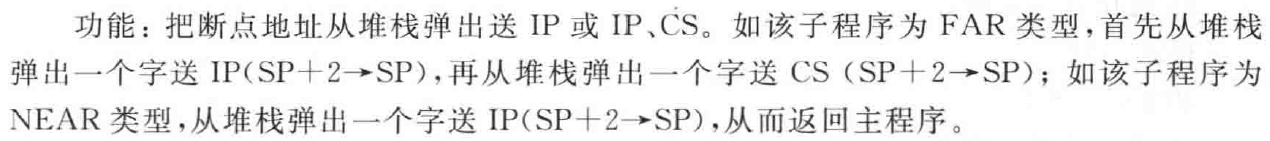 功能：把断点地址从堆栈弹出送 IP 或 IP、CS。如该子程序为 FAR 类型，首先从堆栈
弹出一个字送 IP(SP＋2→SP)，再从堆栈弹出一个字送 CS（SP＋2→SP）；如该子程序为
NEAR 类型，从堆栈弹出一个字送 IP(SP＋2→SP)，从而返回主程序。